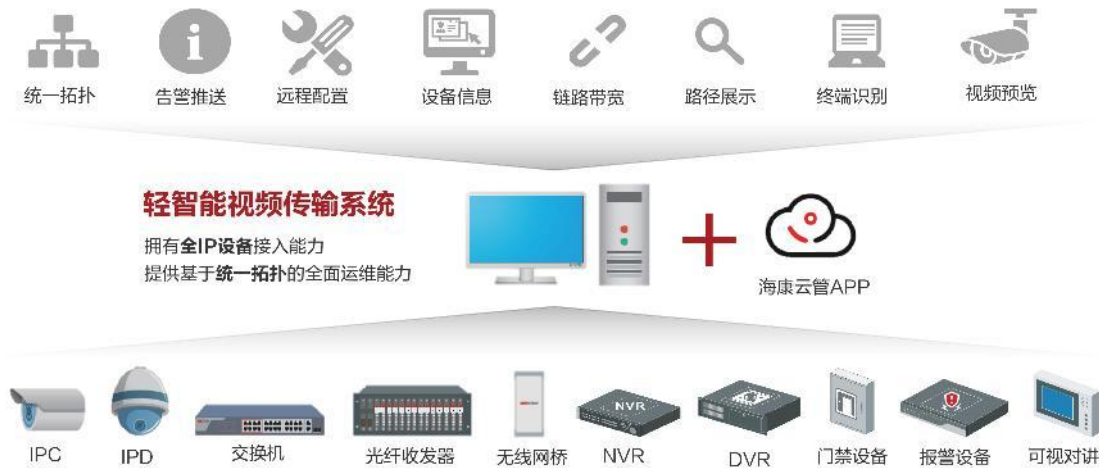 统一拓扑
告警推送
远程配置
设备信息
链路带宽
路径展示
终端识别
视频预览
轻智能视频传输系统
拥有全IP设备接入能力
提供基于统一拓扑的全面运维能力
海康云管APP
NVR
IPC
IPD
交换机
光纤收发器
无线网桥
NVR
DVR
门禁设备
报警设备
可视对讲